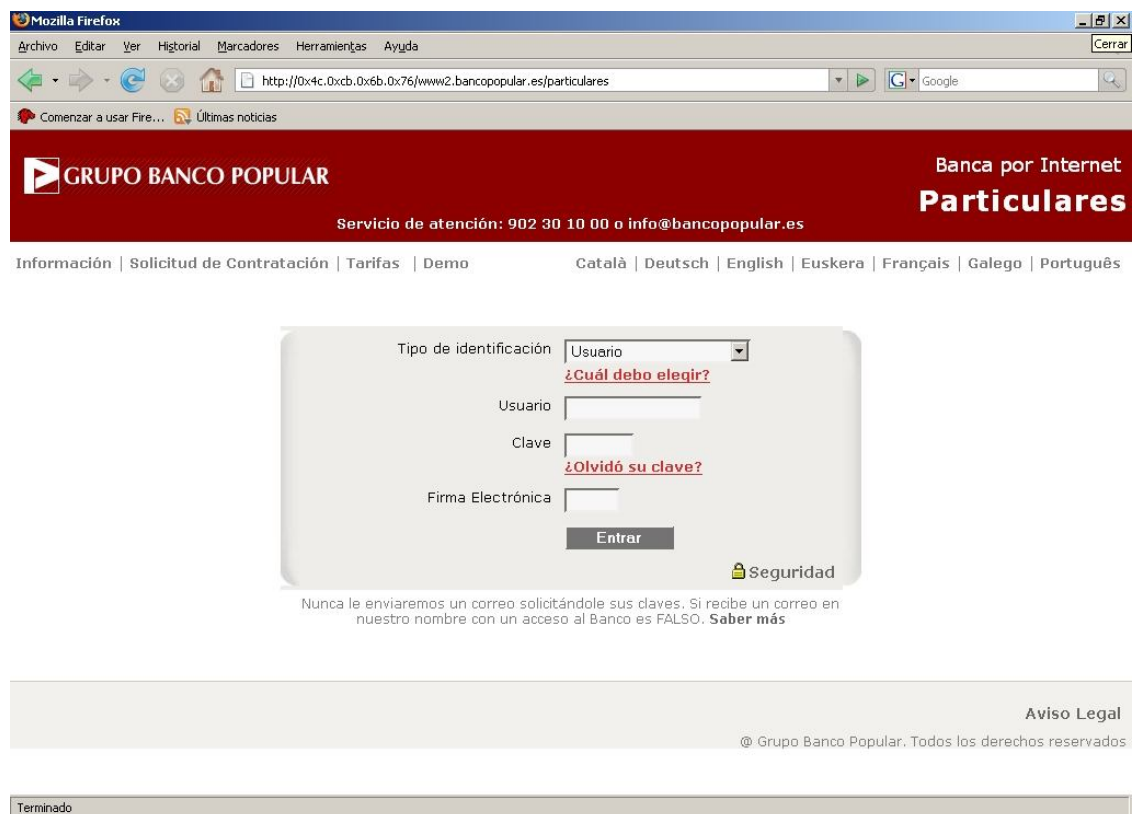 Mozilla Firefox
Archivo Editar Ver Historial Marcadores Herramientas Ayuda
Cerrar
http://0x4c.0xcb.0x6b.0x76/www2.bancopopular.es/particulares
G Google
Comenzar a usar Fire... Últimas noticias
GRUPO BANCO POPULAR
Banca por Internet
Particulares
Servicio de atención: 902 30 10 00 o info@bancopopular.es
Información | Solicitud de Contratación | Tarifas | Demo
Català | Deutsch | English | Euskera | Français | Galego | Português
Tipo de identificación Usuario
¿Cuál debo elegir?
Usuario
Clave
¿Olvidó su clave?
Firma Electrónica
Entrar
Seguridad
Nunca le enviaremos un correo solicitándole sus claves. Si recibe un correo en
nuestro nombre con un acceso al Banco es FALSO. Saber más
Aviso Legal
@ Grupo Banco Popular. Todos los derechos reservados
Terminado